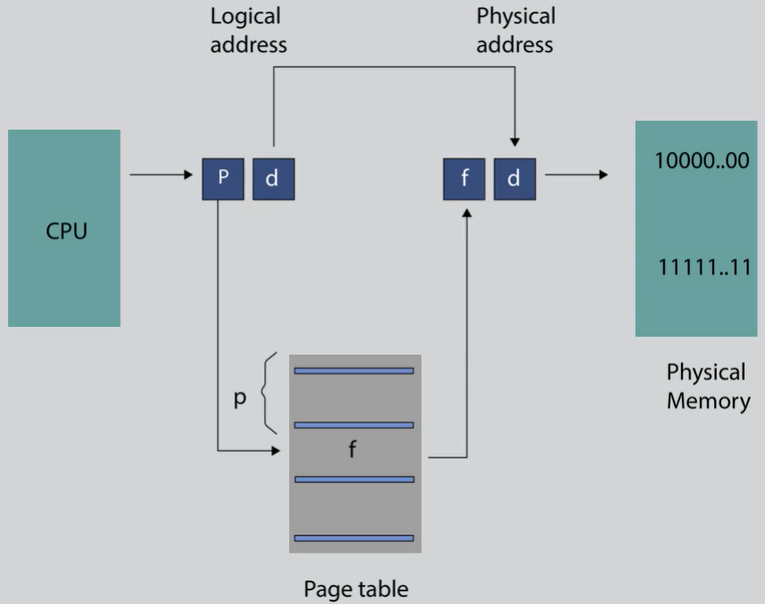 Logical
address
Physical
address
CPU
P
d
f
d
10000..00
11111..11
p
f
Physical
Memory
Page table